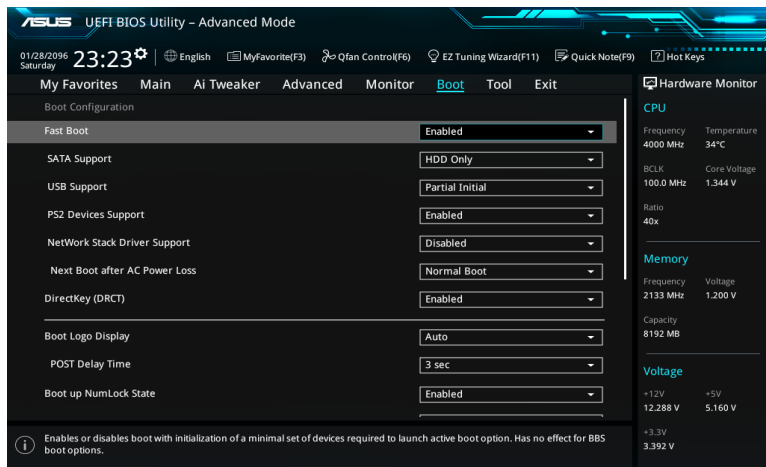 ASUS UEFI BIOS Utility – Advanced Mode
01/28/2096
Saturday
23:23
English
MyFavorite(F3)
Qfan Control(F6)
EZ Tuning Wizard(F11)
Quick Note(F9)
? Hot Keys
My Favorites Main Ai Tweaker Advanced Monitor Boot Tool Exit
Boot Configuration
Fast Boot Enabled
SATA Support HDD Only
USB Support Partial Initial
PS2 Devices Support Enabled
NetWork Stack Driver Support Disabled
Next Boot after AC Power Loss Normal Boot
DirectKey (DRCT) Enabled
Boot Logo Display Auto
POST Delay Time 3 sec
Boot up NumLock State Enabled
i Enables or disables boot with initialization of a minimal set of devices required to launch active boot option. Has no effect for BBS
boot options.
Hardware Monitor
CPU
Frequency Temperature
4000 MHz 34°C
BCLK Core Voltage
100.0 MHz 1.344 V
Ratio
40x
Memory
Frequency Voltage
2133 MHz 1.200 V
Capacity
8192 MB
Voltage
+12V +5V
12.288 V 5.160 V
+3.3V
3.392 V